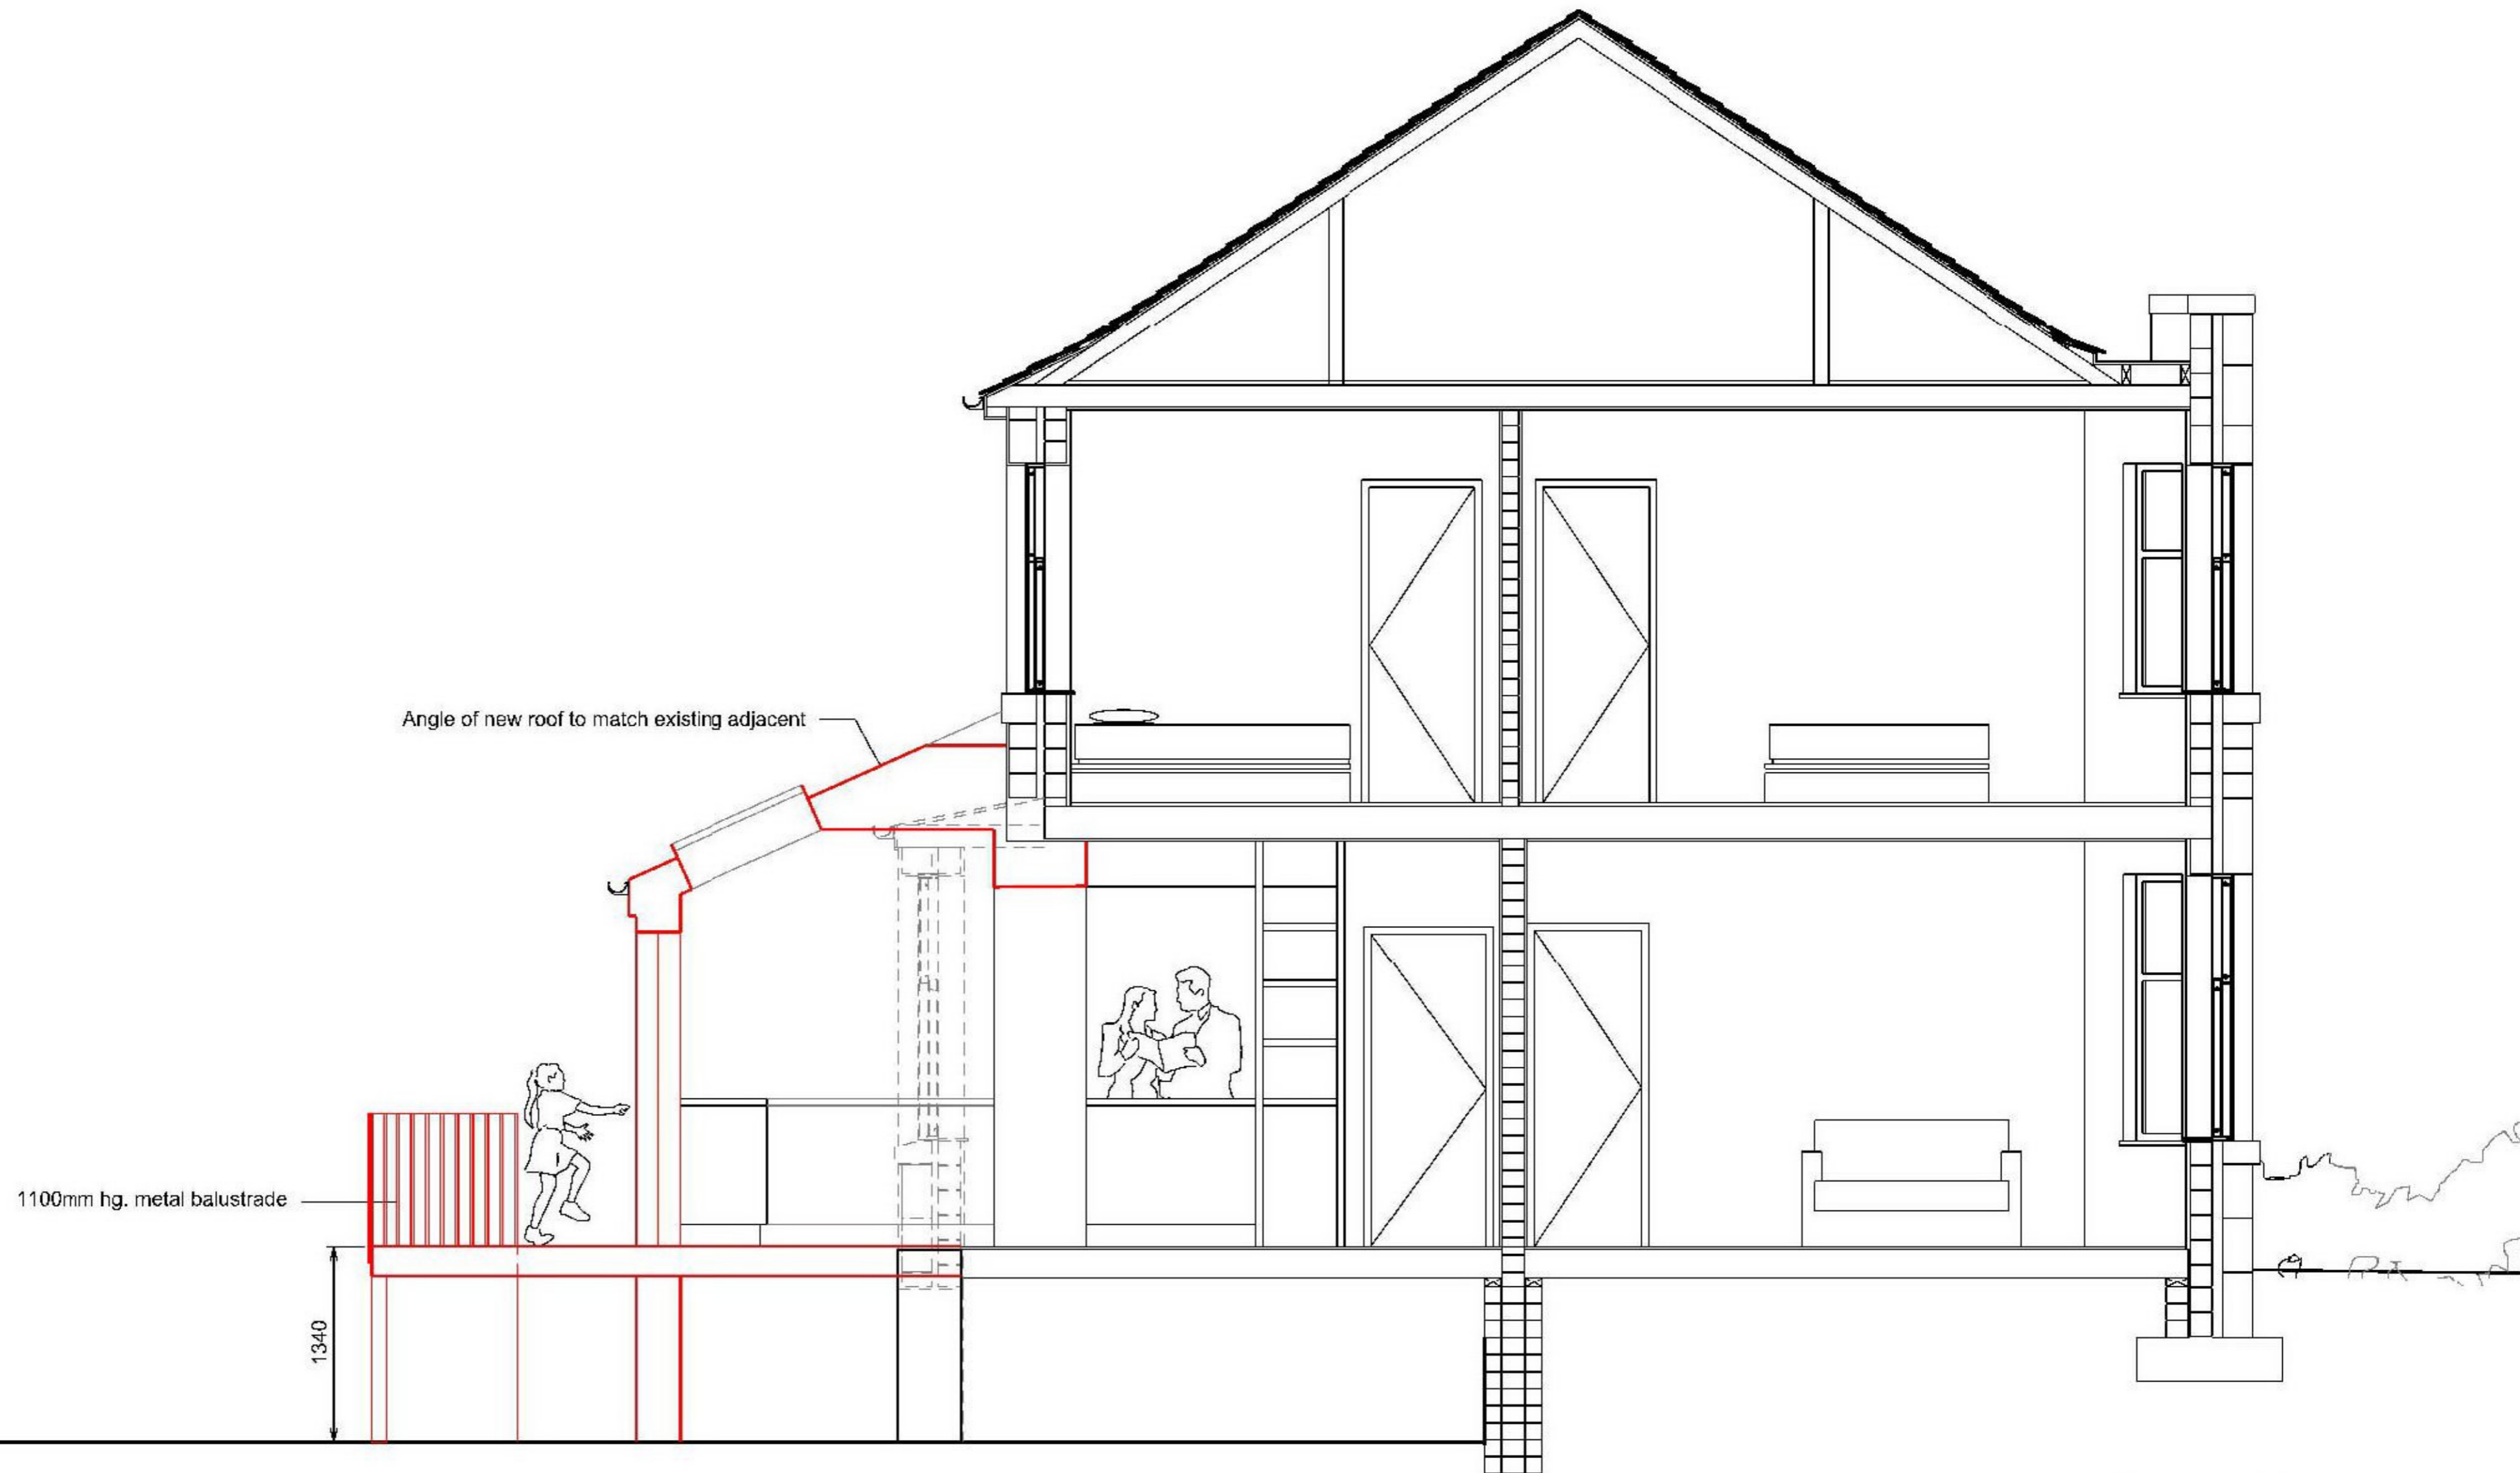 Angle of new roof to match existing adjacent
1100mm hg. metal balustrade
1340